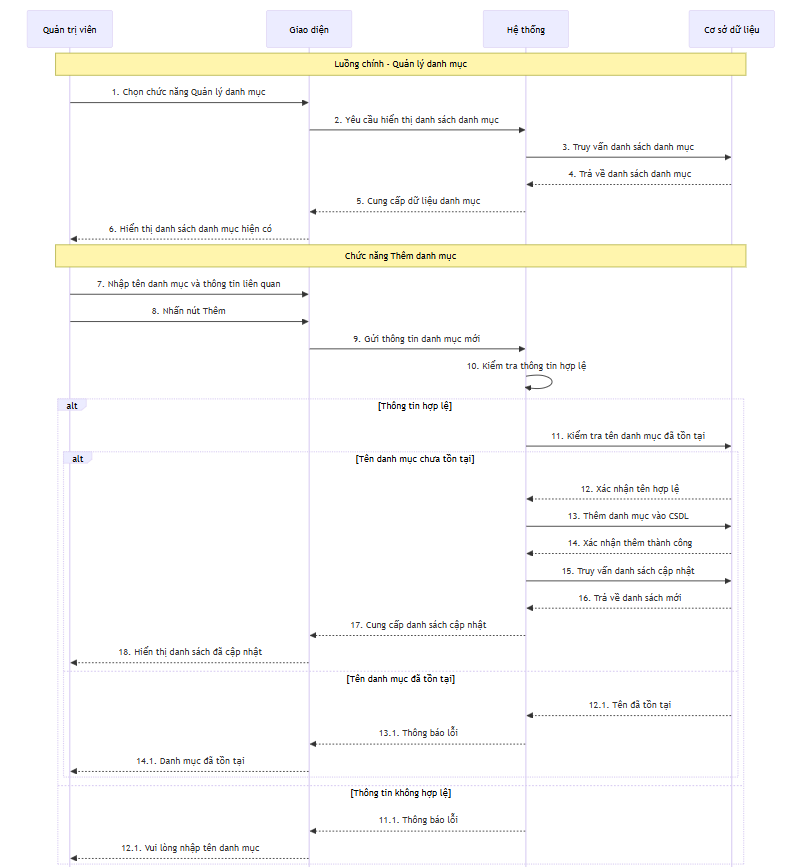 Quản trị viên
Giao diện
Hệ thống
Cơ sở dữ liệu
Luồng chính - Quản lý danh mục
1. Chọn chức năng Quản lý danh mục
2. Yêu cầu hiển thị danh sách danh mục
3. Truy vấn danh sách danh mục
4. Trả về danh sách danh mục
5. Cung cấp dữ liệu danh mục
6. Hiển thị danh sách danh mục hiện có
Chức năng Thêm danh mục
7. Nhập tên danh mục và thông tin liên quan
8. Nhấn nút Thêm
9. Gửi thông tin danh mục mới
10. Kiểm tra thông tin hợp lệ
alt
[Thông tin hợp lệ]
11. Kiểm tra tên danh mục đã tồn tại
alt
[Tên danh mục chưa tồn tại]
12. Xác nhận tên hợp lệ
13. Thêm danh mục vào CSDL
14. Xác nhận thêm thành công
15. Truy vấn danh sách cập nhật
16. Trả về danh sách mới
17. Cung cấp danh sách cập nhật
18. Hiển thị danh sách đã cập nhật
[Tên danh mục đã tồn tại]
12.1. Tên đã tồn tại
13.1. Thông báo lỗi
14.1. Danh mục đã tồn tại
[Thông tin không hợp lệ]
11.1. Thông báo lỗi
12.1. Vui lòng nhập tên danh mục